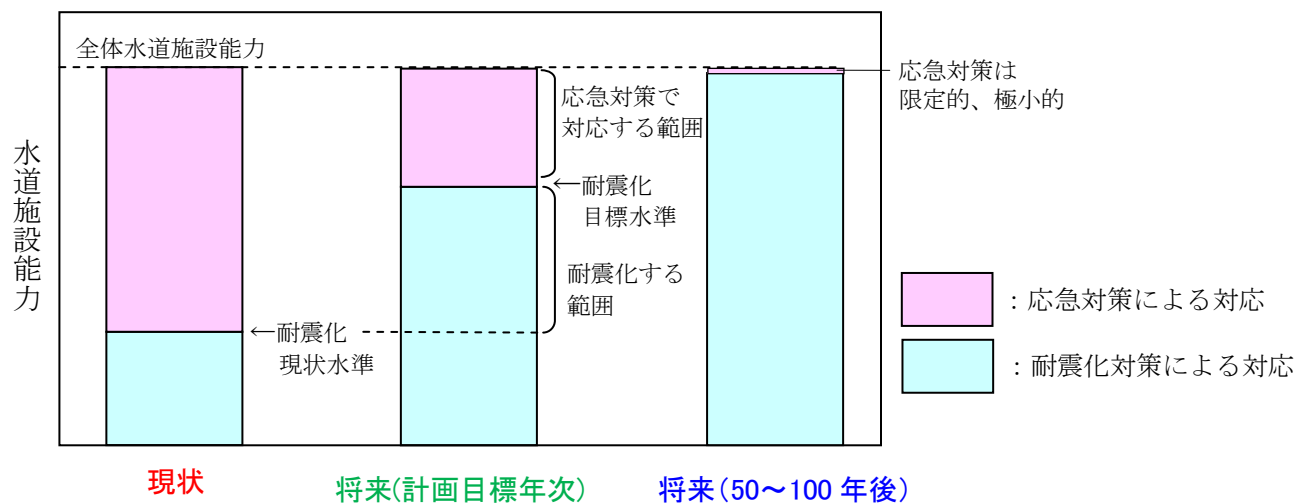 全体水道施設能力
応急対策は
限定的、極小的
応急対策で
対応する範囲
水道施設能力
←耐震化
目標水準
耐震化する
範囲
←耐震化
現状水準
：応急対策による対応
：耐震化対策による対応
現状
将来(計画目標年次)
将来(50～100 年後)